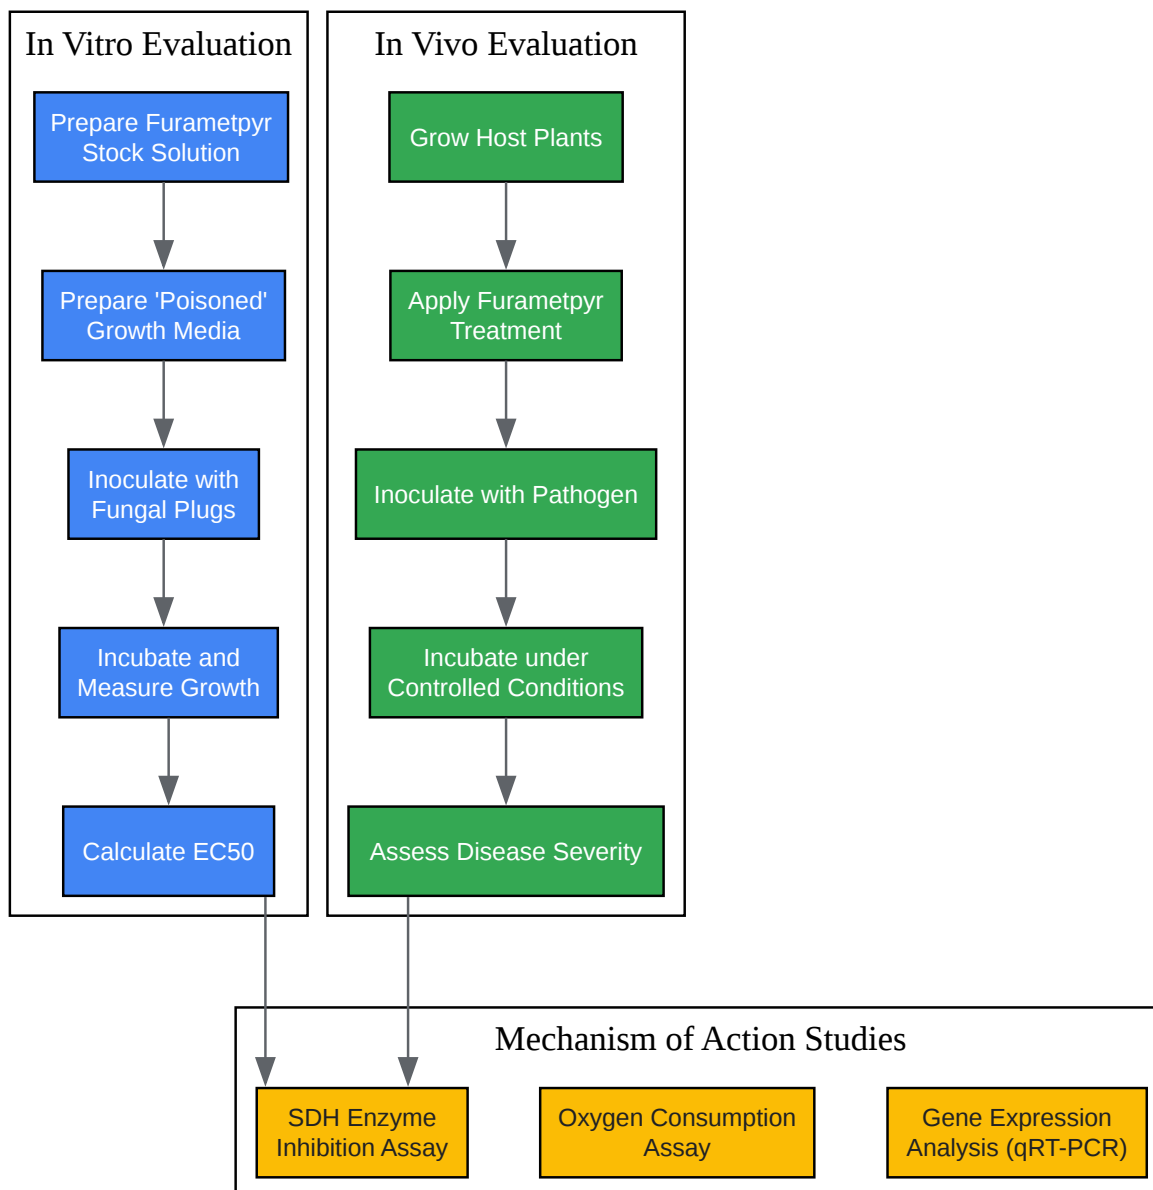 In Vitro Evaluation
Prepare Furametpyr
Stock Solution
Prepare 'Poisoned'
Growth Media
Inoculate with
Fungal Plugs
Incubate and
Measure Growth
Calculate EC50
In Vivo Evaluation
Grow Host Plants
Apply Furametpyr
Treatment
Inoculate with Pathogen
Incubate under
Controlled Conditions
Assess Disease Severity
Mechanism of Action Studies
SDH Enzyme
Inhibition Assay
Oxygen Consumption
Assay
Gene Expression
Analysis (qRT-PCR)